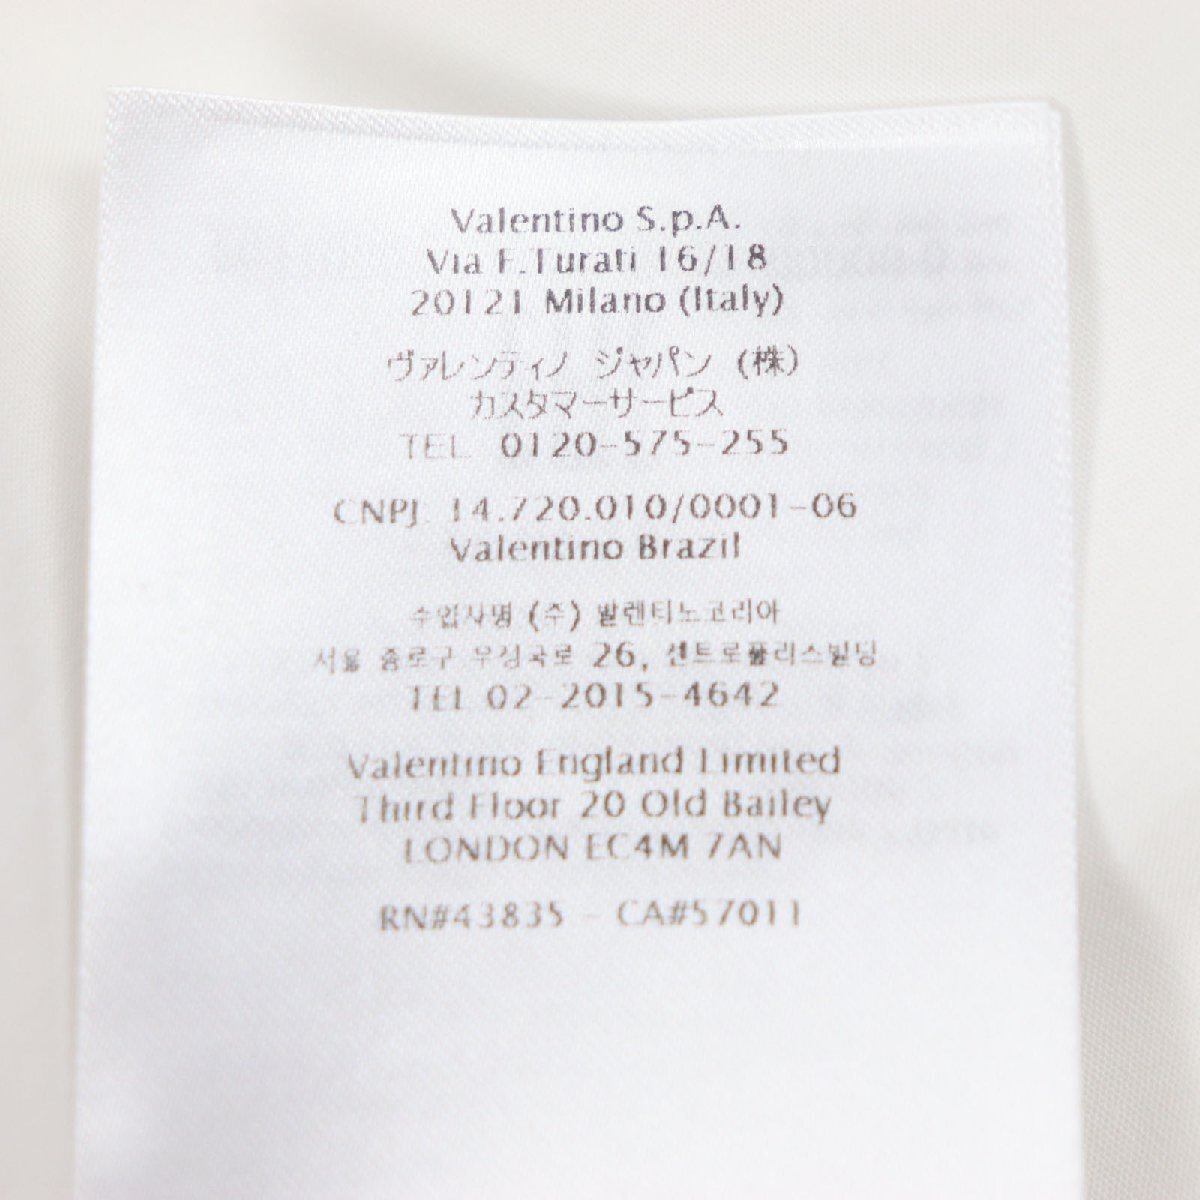 Valentino S.p.A.
Via F.Turati 16/18
20121 Milano (Italy)
ヴァレンティノ ジャパン (株)
カスタマーサービス
TEL 0120-575-255
CNPJ 14.720.010/0001-06
Valentino Brazil
수입자명 (주) 발렌티노코리아
서울 종로구 우정국로 26, 센트로폴리스빌딩
TEL 02-2015-4642
Valentino England Limited
Third Floor 20 Old Bailey
LONDON EC4M 7AN
RN#43835 - CA#57011